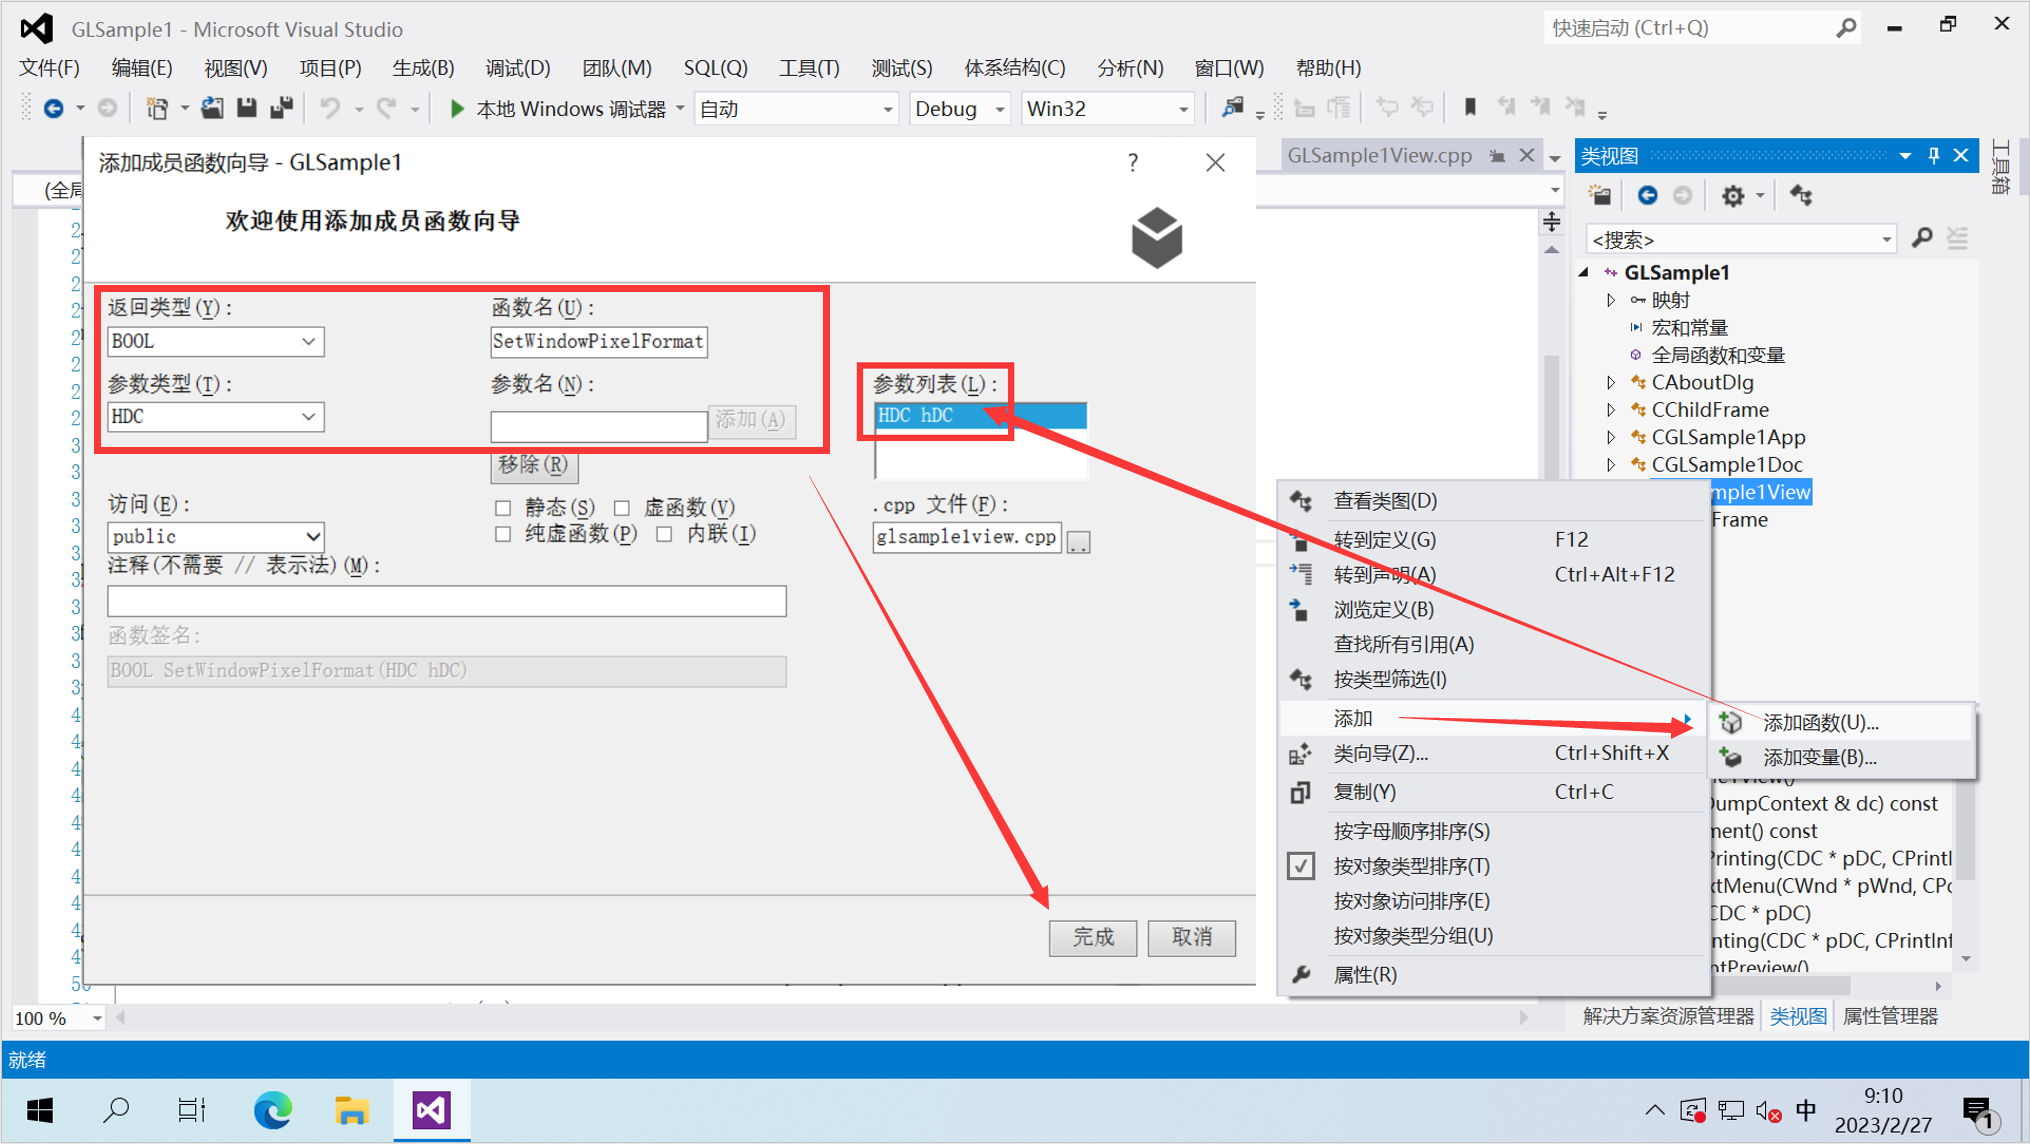 GLSample1 - Microsoft Visual Studio
快速启动 (Ctrl+Q)
文件(F) 编辑(E) 视图(V) 项目(P) 生成(B) 调试(D) 团队(M) SQL(Q) 工具(T) 测试(S) 体系结构(C) 分析(N) 窗口(W) 帮助(H)
本地 Windows 调试器 自动 Debug Win32
添加成员函数向导 - GLSample1 ?
欢迎使用添加成员函数向导
返回类型(Y):
BOOL
函数名(U):
SetWindowPixelFormat
参数类型(T):
HDC
参数名(N):
添加(A)
移除(R)
参数列表(L):
HDC hDC
访问(E):
public
静态(S) 虚函数(V)
纯虚函数(P) 内联(I)
.cpp 文件(F):
glsample1view.cpp
..
注释(不需要 // 表示法)(M):
函数签名:
BOOL SetWindowPixelFormat(HDC hDC)
完成 取消
(全局
GLSample1View.cpp
类视图
工具箱
<搜索>
GLSample1
映射
宏和常量
全局函数和变量
CAboutDlg
CChildFrame
CGLSample1App
CGLSample1Doc
mple1View
Frame
查看类图(D)
转到定义(G) F12
转到声明(A) Ctrl+Alt+F12
浏览定义(B)
查找所有引用(A)
按类型筛选(I)
添加
类向导(Z)... Ctrl+Shift+X
复制(Y) Ctrl+C
按字母顺序排序(S)
按对象类型排序(T)
按对象访问排序(E)
按对象类型分组(U)
属性(R)
添加函数(U)...
添加变量(B)...
DumpContext & dc) const
ment() const
Printing(CDC * pDC, CPrintI
xtMenu(CWnd * pWnd, CPo
CDC * pDC)
nting(CDC * pDC, CPrintInf
ntPreview()
100 %
解决方案资源管理器 类视图 属性管理器
就绪
中
9:10
2023/2/27
1